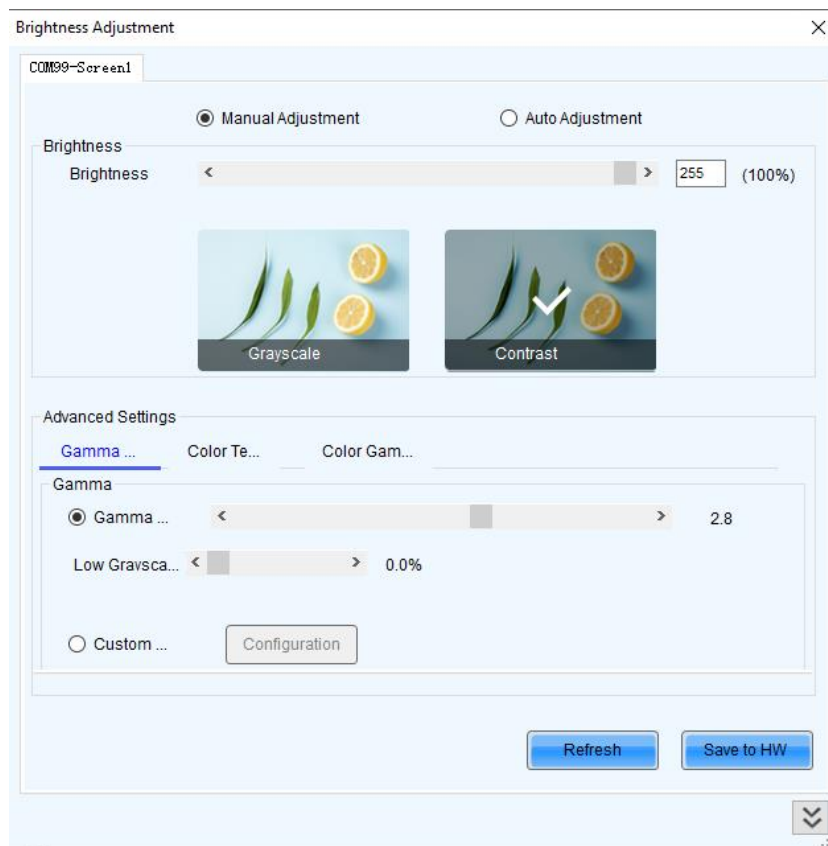 Brightness Adjustment
COM99-Screen1
Manual Adjustment Auto Adjustment
Brightness
Brightness 255 (100%)
Grayscale Contrast
Advanced Settings
Gamma ... Color Te... Color Gam...
Gamma
Gamma ... 2.8
Low Graysca... 0.0%
Custom ... Configuration
Refresh Save to HW